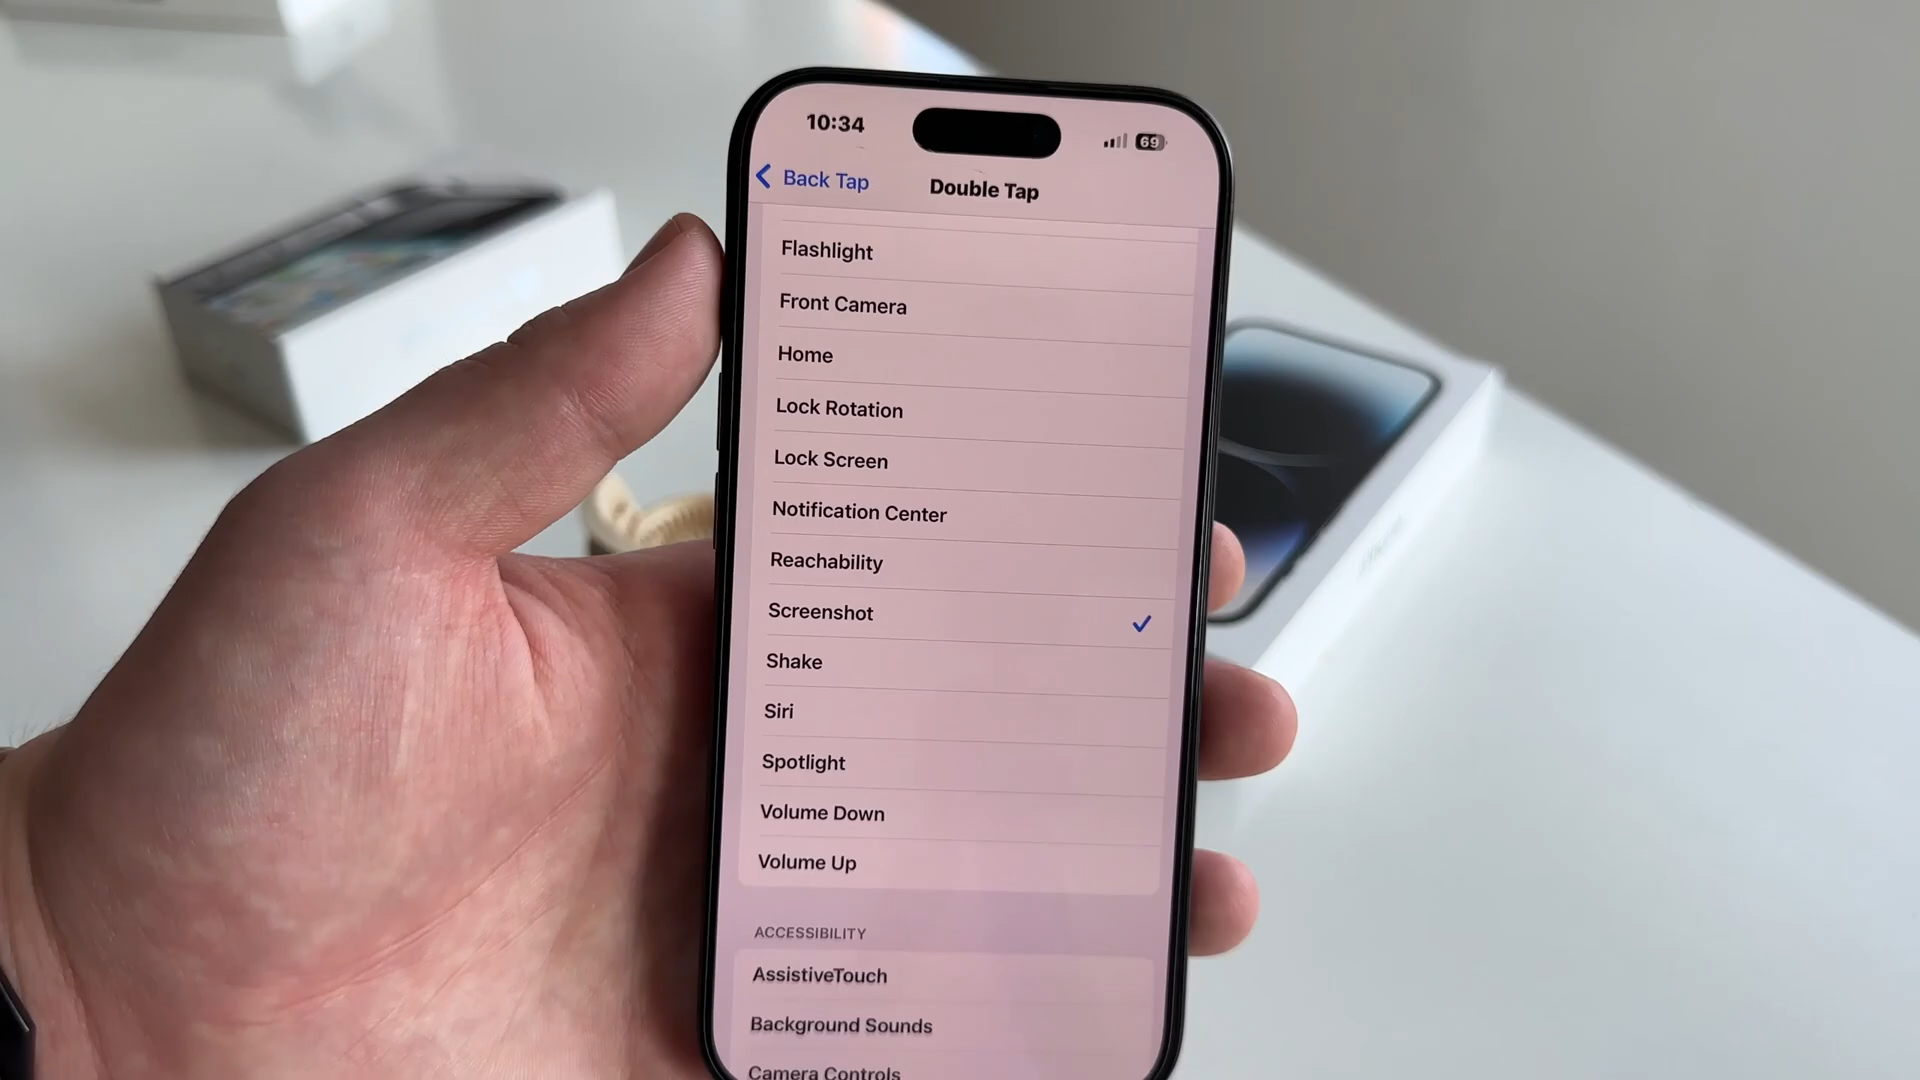 10:34
69
Back Tap
Double Tap
Flashlight
Front Camera
Home
Lock Rotation
Lock Screen
Notification Center
Reachability
Screenshot
Shake
Siri
Spotlight
Volume Down
Volume Up
ACCESSIBILITY
AssistiveTouch
Background Sounds
Camera Controls